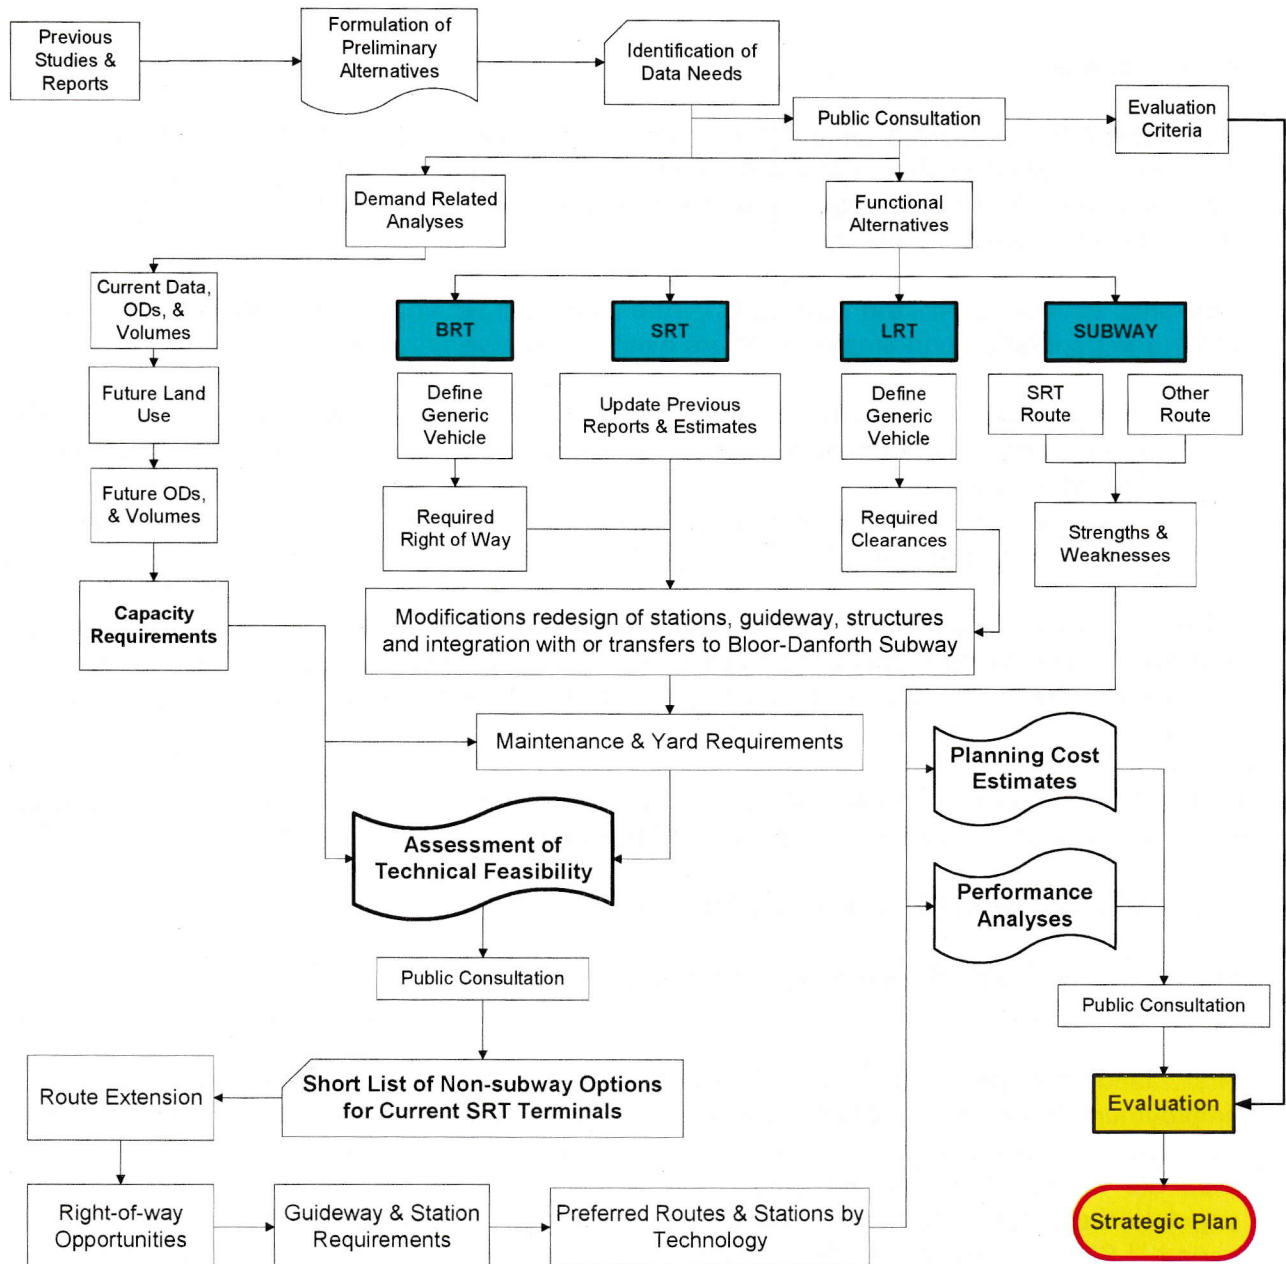 Previous
Studies &
Reports
Formulation of
Preliminary
Alternatives
Identification of
Data Needs
Public Consultation
Evaluation
Criteria
Demand Related
Analyses
Functional
Alternatives
Current Data,
ODs, &
Volumes
BRT
SRT
LRT
SUBWAY
Future Land
Use
Define
Generic
Vehicle
Update Previous
Reports & Estimates
Define
Generic
Vehicle
SRT
Route
Other
Route
Future ODs,
& Volumes
Required
Right of Way
Required
Clearances
Strengths &
Weaknesses
Capacity
Requirements
Modifications redesign of stations, guideway, structures
and integration with or transfers to Bloor-Danforth Subway
Maintenance & Yard Requirements
Planning Cost
Estimates
Assessment of
Technical Feasibility
Performance
Analyses
Public Consultation
Public Consultation
Route Extension
Short List of Non-subway Options
for Current SRT Terminals
Evaluation
Right-of-way
Opportunities
Guideway & Station
Requirements
Preferred Routes & Stations by
Technology
Strategic Plan